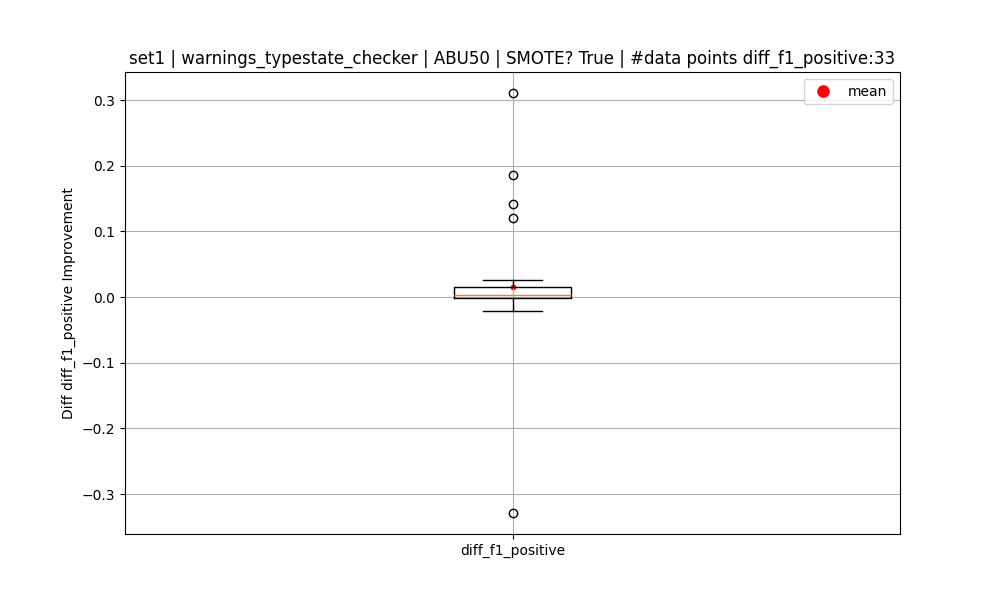 set1 | warnings_typestate_checker | ABU50 | SMOTE? True | #data points diff_f1_positive:33
mean
Diff diff_f1_positive Improvement
0.3
0.2
0.1
0.0
−0.1
−0.2
−0.3
diff_f1_positive